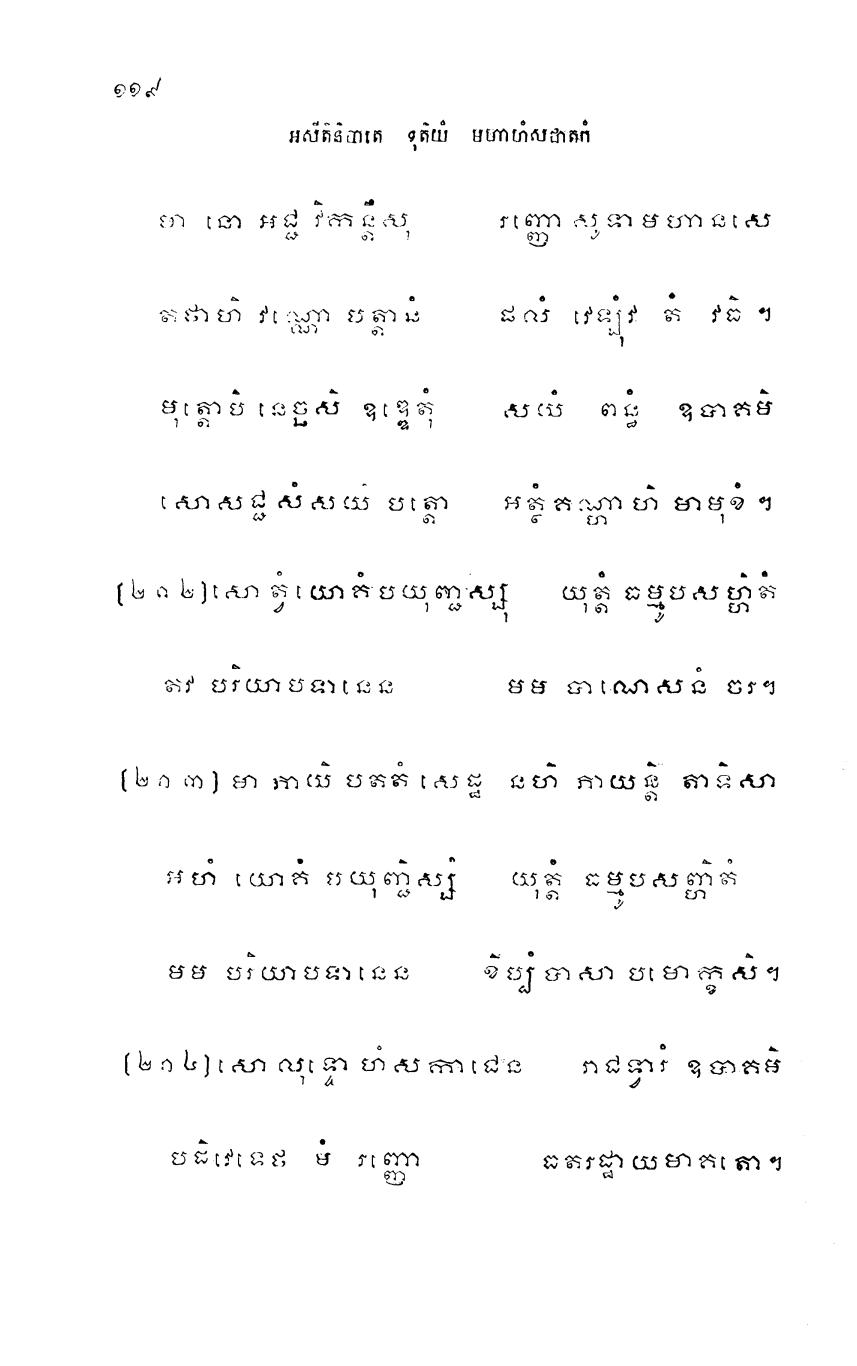 ១១៩
អសីតិនិបាតេ ទុតិយំ មហាហំសជាតកំ
មា នោ អជ្ជ វិកន្តឹសុ រញ្ញោ សូទា មហានសេ
តថាហិ វណ្ណោ បត្តានំ ផលំ វេឡុំវ តំ វធិ ។
មុត្តោបិ នេច្ឆសិ ឧឌ្ឌេតុំ សយំ ពន្ធំ ឧបាគមិ
សោសជ្ជ សំសយំ បត្តោ អត្ថំ គណ្ហាហិ មា មុខំ។
(២១២)សោ ត្វំ យោគំ បយុញ្ជស្សុ យុត្តំ ធម្មូបសញ្ហិតំ
តវ បរិយាបទានេន មម បាណេសនំ ចរ។
(២១៣)មា ភាយិ បតតំ សេដ្ឋ នហិ ភាយន្តិ តាទិសា
អហំ យោគំ បយុញ្ជិស្សំ យុត្តំ ធម្មូបសញ្ហិតំ
មម បរិយាបទានេន ខិប្បំ បាសា បមោក្ខសិ។
(២១៤)សោ លុទ្ទោ ហំសកាជេន រាជទ្វារំ ឧបាគមិ
បដិវេទេថ មំ រញ្ញោ ធតរដ្ឋាយមាគតោ។